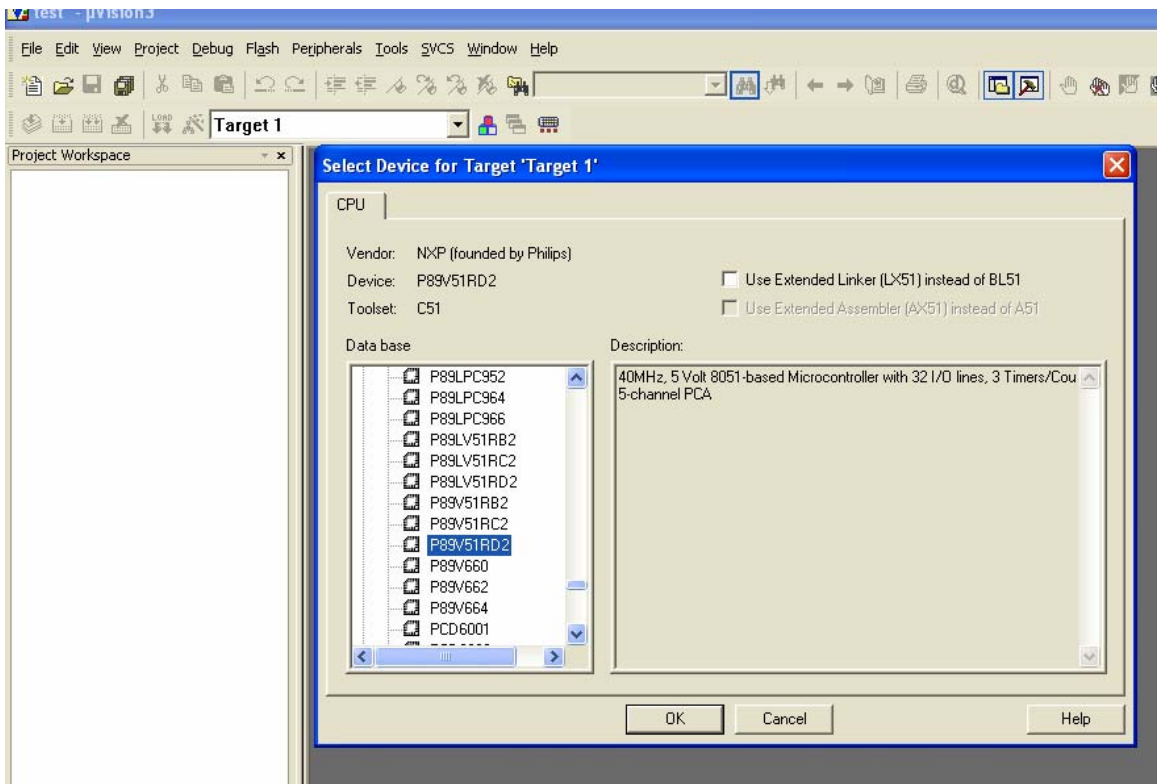 test - µVision3
File Edit View Project Debug Flash Peripherals Tools SVCS Window Help
LOAD
Target 1
Project Workspace
Select Device for Target 'Target 1'
CPU
Vendor: NXP (founded by Philips)
Device: P89V51RD2
Use Extended Linker (LX51) instead of BL51
Toolset: C51
Use Extended Assembler (AX51) instead of A51
Data base
Description:
P89LPC952
P89LPC964
P89LPC966
P89LV51RB2
P89LV51RC2
P89LV51RD2
P89V51RB2
P89V51RC2
P89V51RD2
P89V660
P89V662
P89V664
PCD6001
40MHz, 5 Volt 8051-based Microcontroller with 32 I/O lines, 3 Timers/Cou
5-channel PCA
OK
Cancel
Help